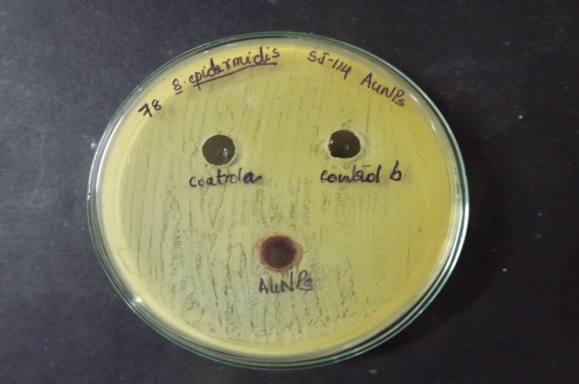 78 S. epidermidis SJ-114 AuNPs
control a control b
AuNPs